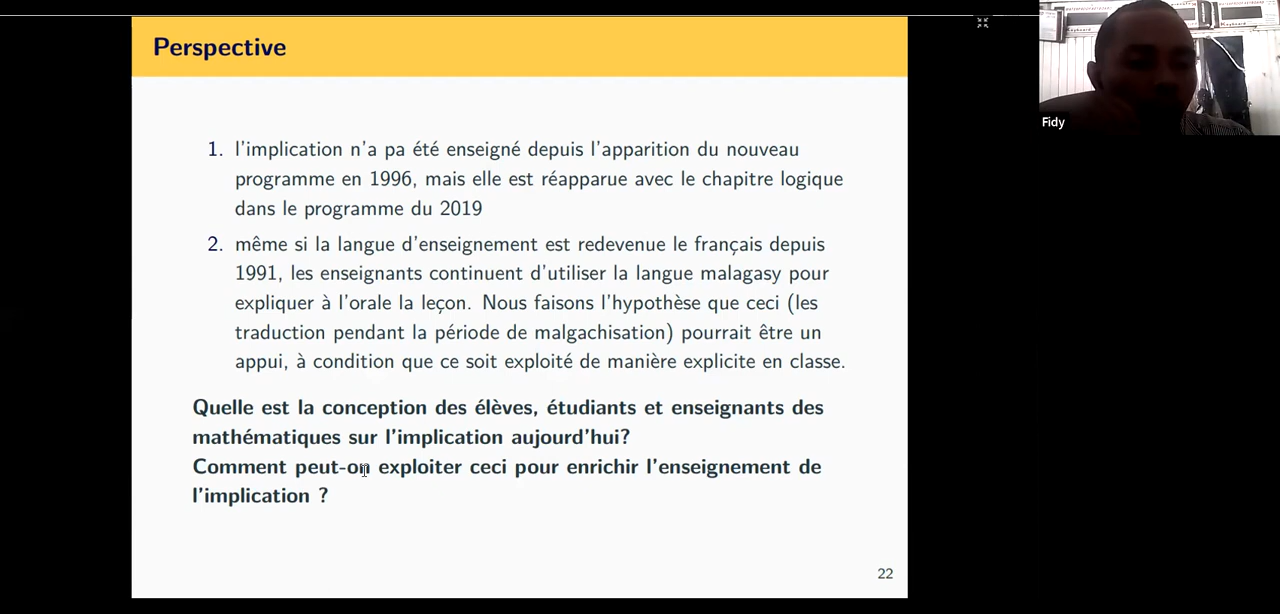 Perspective
1. l'implication n'a pa été enseigné depuis l'apparition du nouveau
programme en 1996, mais elle est réapparue avec le chapitre logique
dans le programme du 2019
2. même si la langue d'enseignement est redevenue le français depuis
1991, les enseignants continuent d'utiliser la langue malagasy pour
expliquer à l'orale la leçon. Nous faisons l'hypothèse que ceci (les
traduction pendant la période de malgachisation) pourrait être un
appui, à condition que ce soit exploité de manière explicite en classe.
Quelle est la conception des élèves, étudiants et enseignants des
mathématiques sur l'implication aujourd'hui?
Comment peut-on exploiter ceci pour enrichir l'enseignement de
l'implication ?
22
Fidy